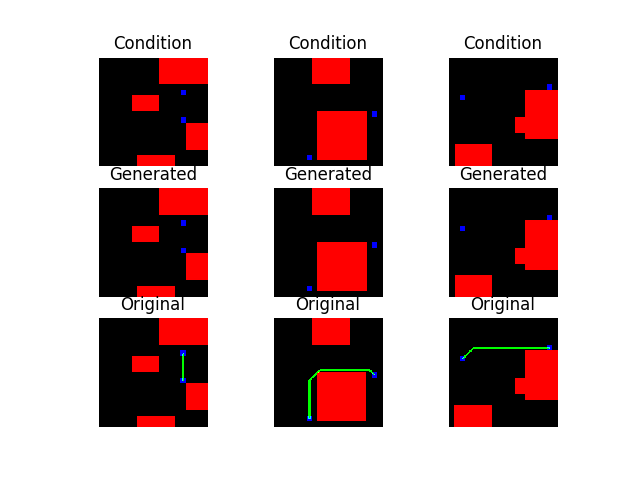 Condition Condition Condition
Generated Generated Generated
Original Original Original